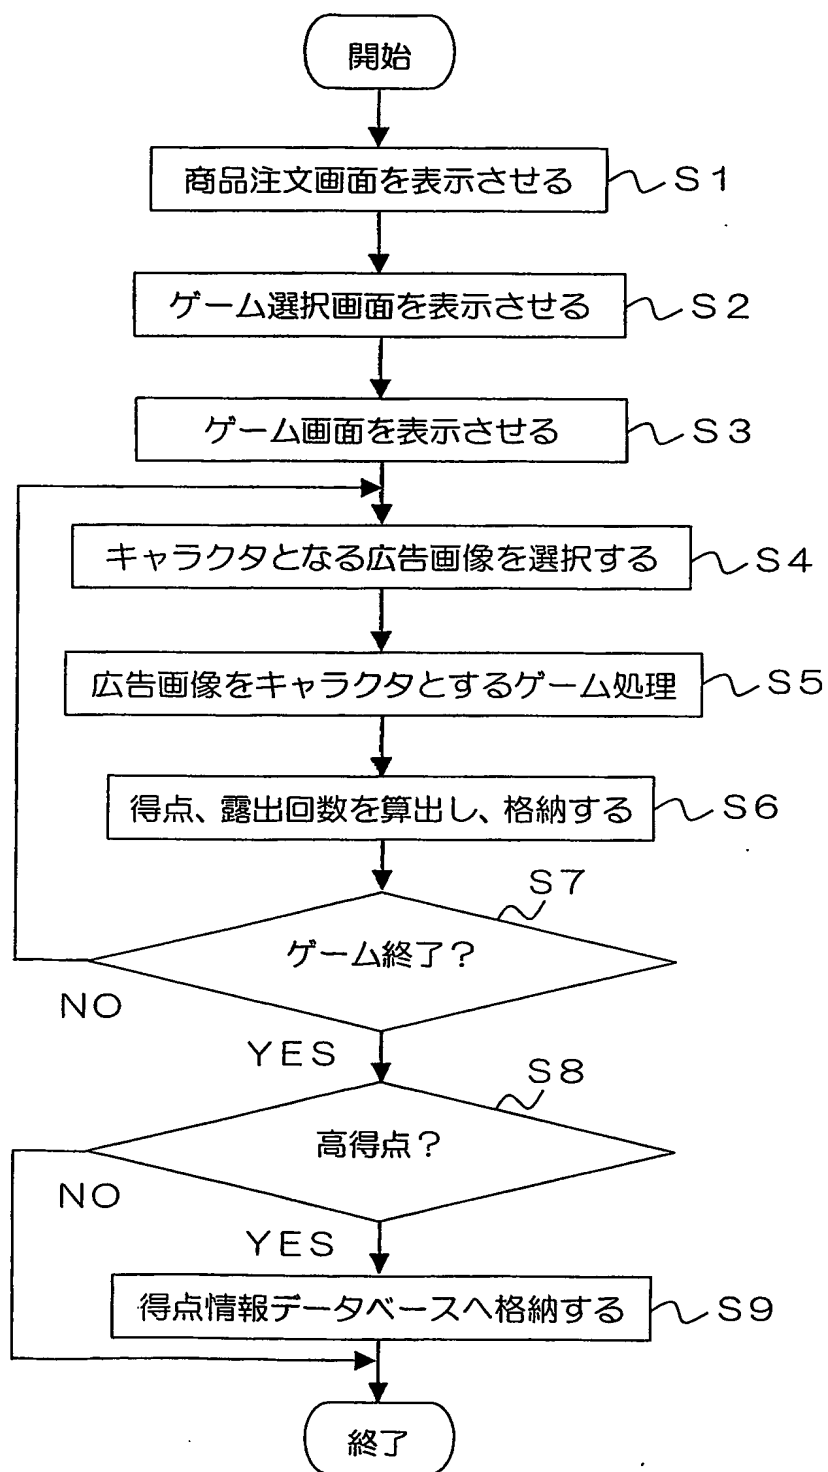 開始
商品注文画面を表示させる S1
ゲーム選択画面を表示させる S2
ゲーム画面を表示させる S3
キャラクタとなる広告画像を選択する S4
広告画像をキャラクタとするゲーム処理 S5
得点、露出回数を算出し、格納する S6
S7
ゲーム終了?
NO
YES
S8
高得点?
NO
YES
得点情報データベースへ格納する S9
終了